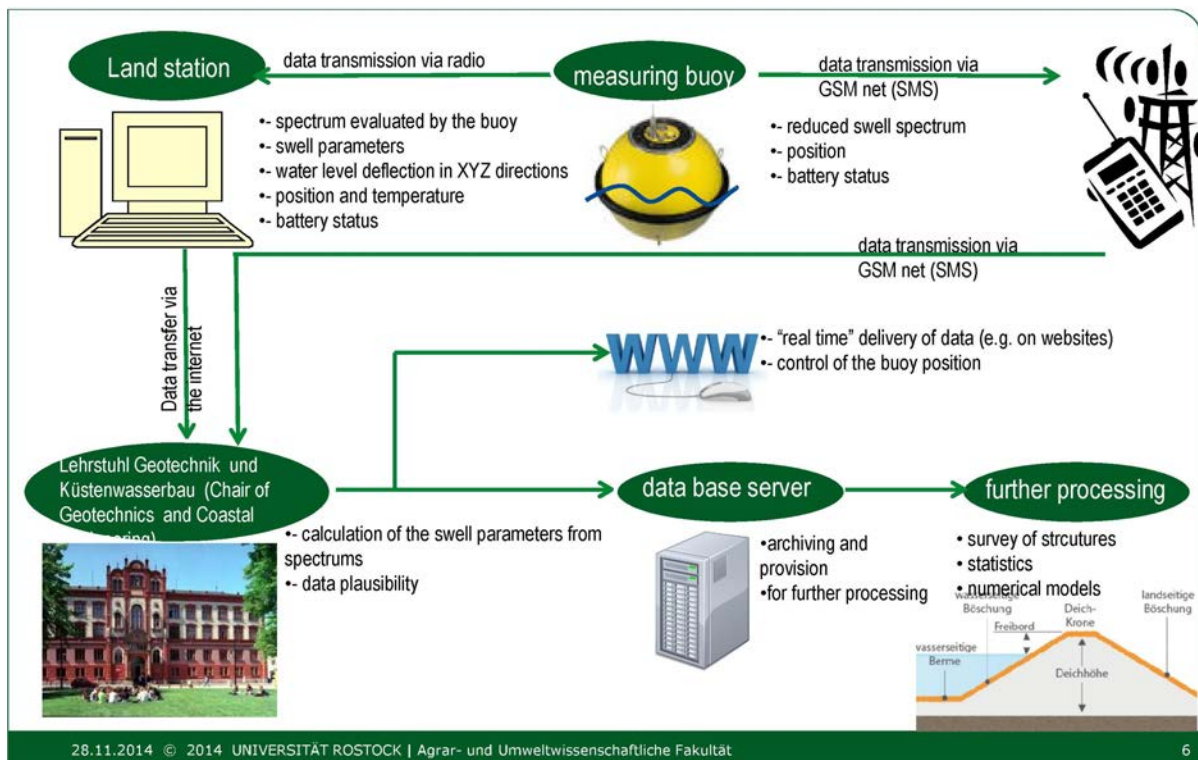 Land station
data transmission via radio
measuring buoy
data transmission via
GSM net (SMS)
•- spectrum evaluated by the buoy
•- swell parameters
•- water level deflection in XYZ directions
•- position and temperature
•- battery status
•- reduced swell spectrum
•- position
•- battery status
data transmission via
GSM net (SMS)
Data transfer via
the internet
WWW
•- “real time” delivery of data (e.g. on websites)
•- control of the buoy position
Lehrstuhl Geotechnik und
Küstenwasserbau (Chair of
Geotechnics and Coastal
•- calculation of the swell parameters from
spectrums
•- data plausibility
data base server
•archiving and
provision
•for further processing
further processing
• survey of strcutures
• statistics
• numerical models
wasserseitige
Böschung
Deich-
Krone
landseitige
Böschung
Freibord
wasserseitige
Berme
Deichhöhe
28.11.2014 © 2014 UNIVERSITÄT ROSTOCK | Agrar- und Umweltwissenschaftliche Fakultät
6